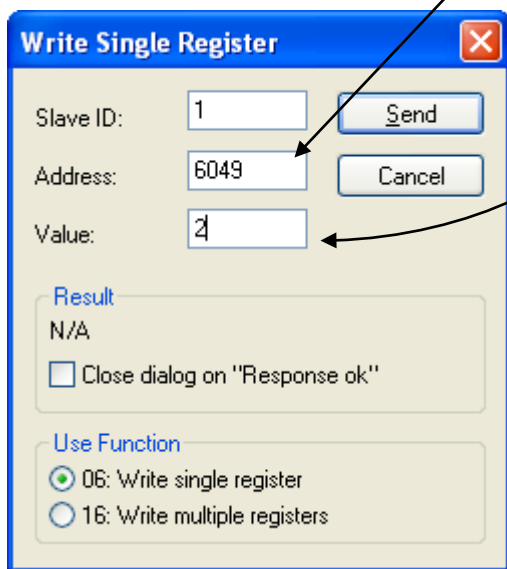 Write Single Register
Slave ID: 1 Send
Address: 6049 Cancel
Value: 2
Result
N/A
Close dialog on "Response ok"
Use Function
06: Write single register
16: Write multiple registers